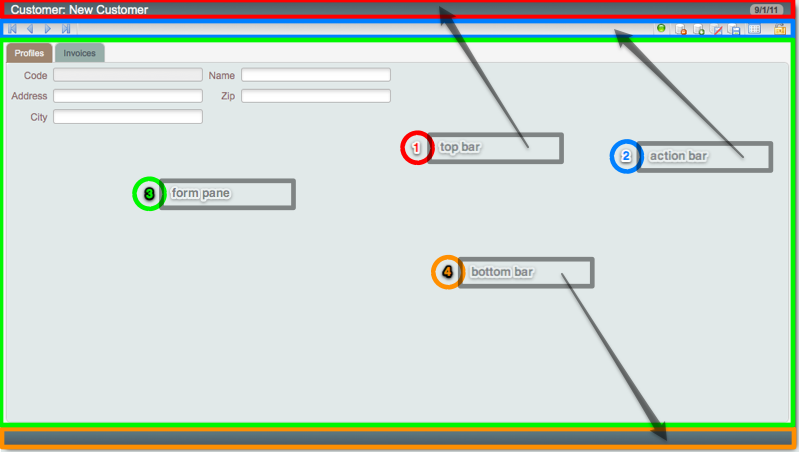 Customer: New Customer 9/1/11
Profiles Invoices
Code Name
Address Zip
City
1 top bar
2 action bar
3 form pane
4 bottom bar